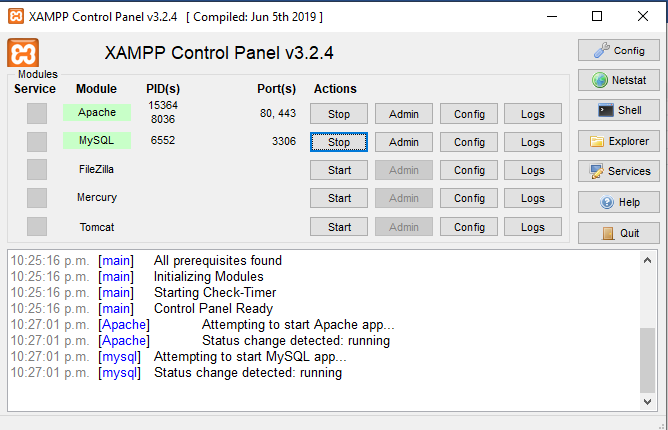 XAMPP Control Panel v3.2.4 [ Compiled: Jun 5th 2019 ]
XAMPP Control Panel v3.2.4
Config
Modules
Service Module PID(s) Port(s) Actions
Netstat
Apache 15364 8036 80, 443 Stop Admin Config Logs
Shell
MySQL 6552 3306 Stop Admin Config Logs
Explorer
FileZilla Start Admin Config Logs
Services
Mercury Start Admin Config Logs
Help
Tomcat Start Admin Config Logs
Quit
10:25:16 p.m. [main] All prerequisites found
10:25:16 p.m. [main] Initializing Modules
10:25:16 p.m. [main] Starting Check-Timer
10:25:16 p.m. [main] Control Panel Ready
10:27:01 p.m. [Apache] Attempting to start Apache app...
10:27:01 p.m. [Apache] Status change detected: running
10:27:01 p.m. [mysql] Attempting to start MySQL app...
10:27:01 p.m. [mysql] Status change detected: running